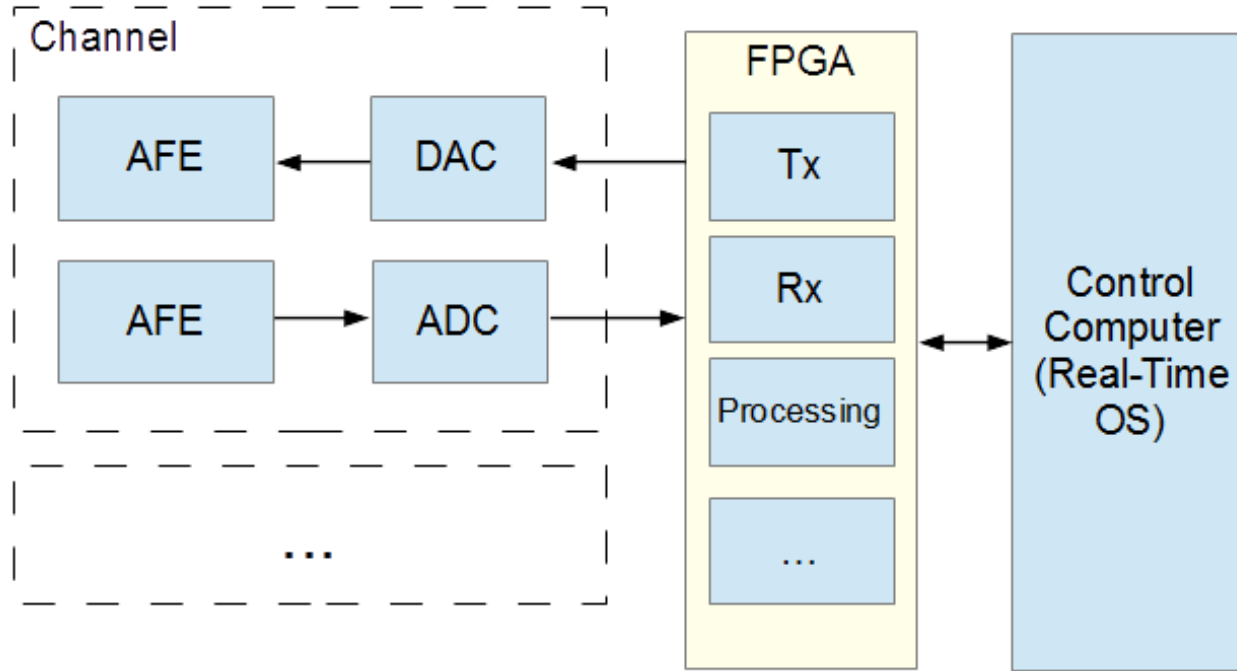 Channel
AFE
DAC
AFE
ADC
...
FPGA
Tx
Rx
Processing
...
Control
Computer
(Real-Time
OS)